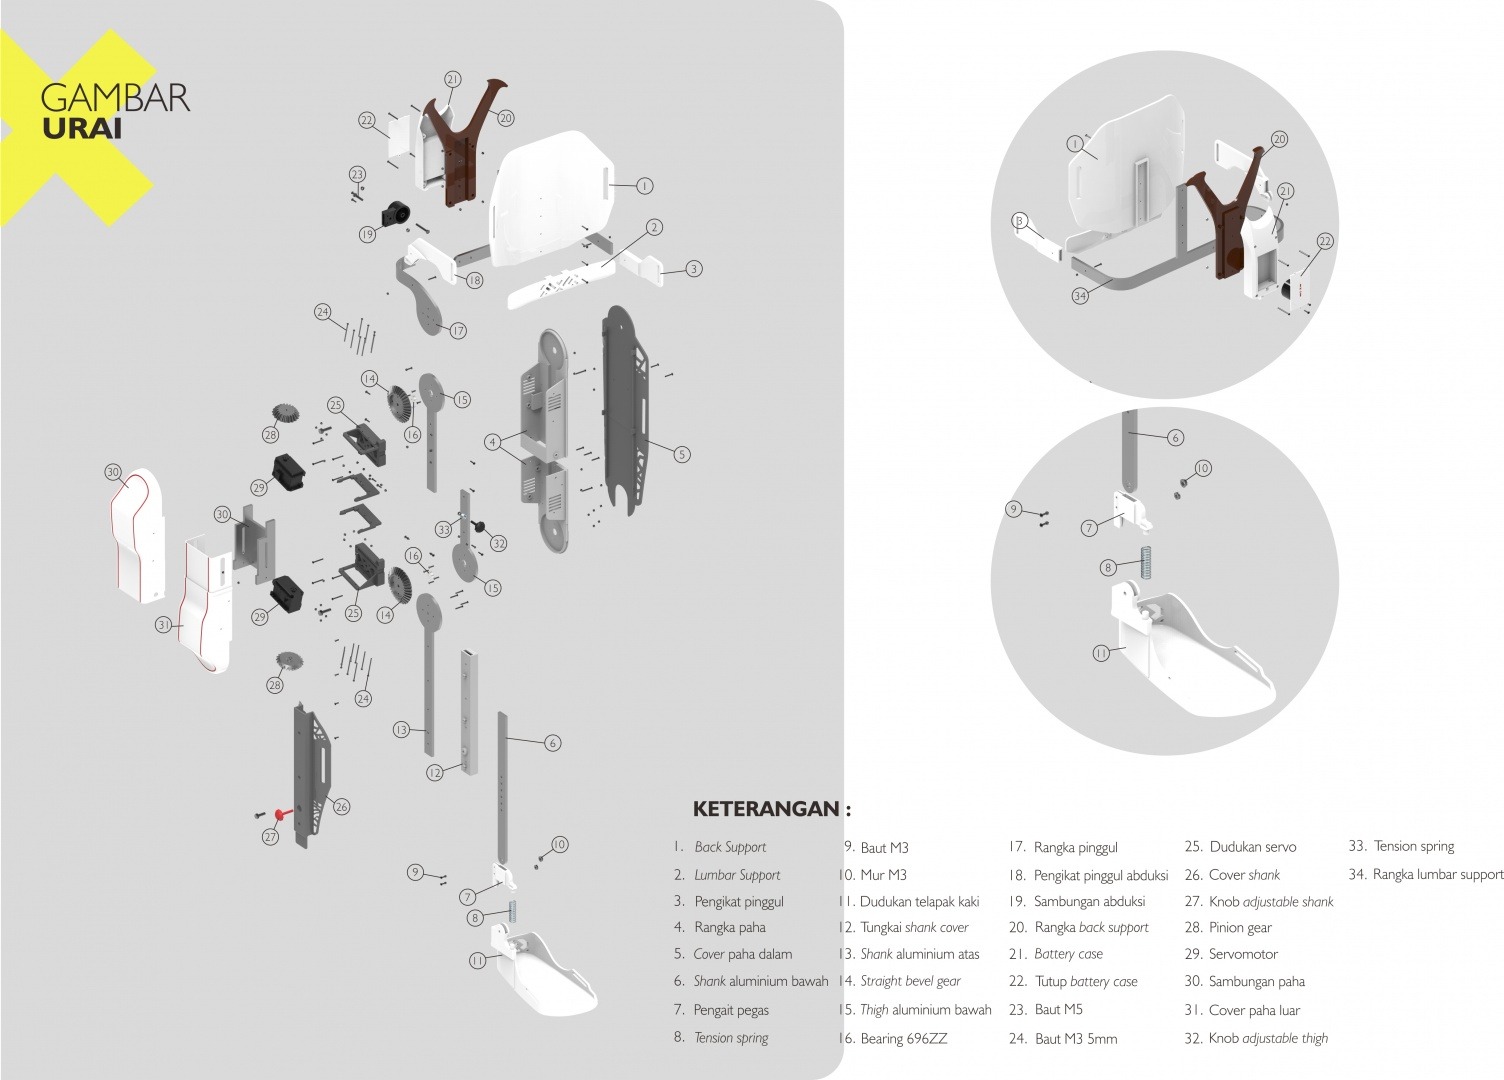 GAMBAR
URAI
21
20
22
23
1
19
2
18
3
24
17
14
15
25
16
28
4
5
30
29
30
33
32
16
15
29
25
14
31
28
24
13
6
12
26
27
10
9
7
8
11
1
20
21
3
22
34
6
10
9
7
8
11
KETERANGAN :
1. Back Support
2. Lumbar Support
3. Pengikat pinggul
4. Rangka paha
5. Cover paha dalam
6. Shank aluminium bawah
7. Pengait pegas
8. Tension spring
9. Baut M3
10. Mur M3
11. Dudukan telapak kaki
12. Tungkai shank cover
13. Shank aluminium atas
14. Straight bevel gear
15. Thigh aluminium bawah
16. Bearing 696ZZ
17. Rangka pinggul
18. Pengikat pinggul abduksi
19. Sambungan abduksi
20. Rangka back support
21. Battery case
22. Tutup battery case
23. Baut M5
24. Baut M3 5mm
25. Dudukan servo
26. Cover shank
27. Knob adjustable shank
28. Pinion gear
29. Servomotor
30. Sambungan paha
31. Cover paha luar
32. Knob adjustable thigh
33. Tension spring
34. Rangka lumbar support